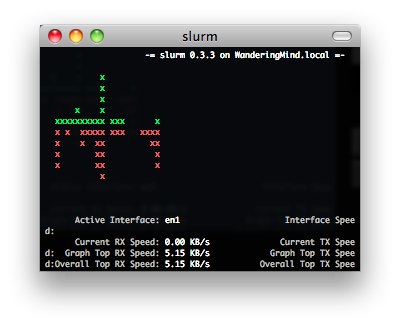 slurm
-= slurm 0.3.3 on WanderingMind.local =-
x
x
x
x x
xxxxxxxxxx xxx x
x x xxxxx xxx xxxx
x x xx xx
x xx x
x xx x
x
Active Interface: en1 Interface Spee
d:
Current RX Speed: 0.00 KB/s Current TX Spee
d: Graph Top RX Speed: 5.15 KB/s Graph Top TX Spee
d:Overall Top RX Speed: 5.15 KB/s Overall Top TX Spee